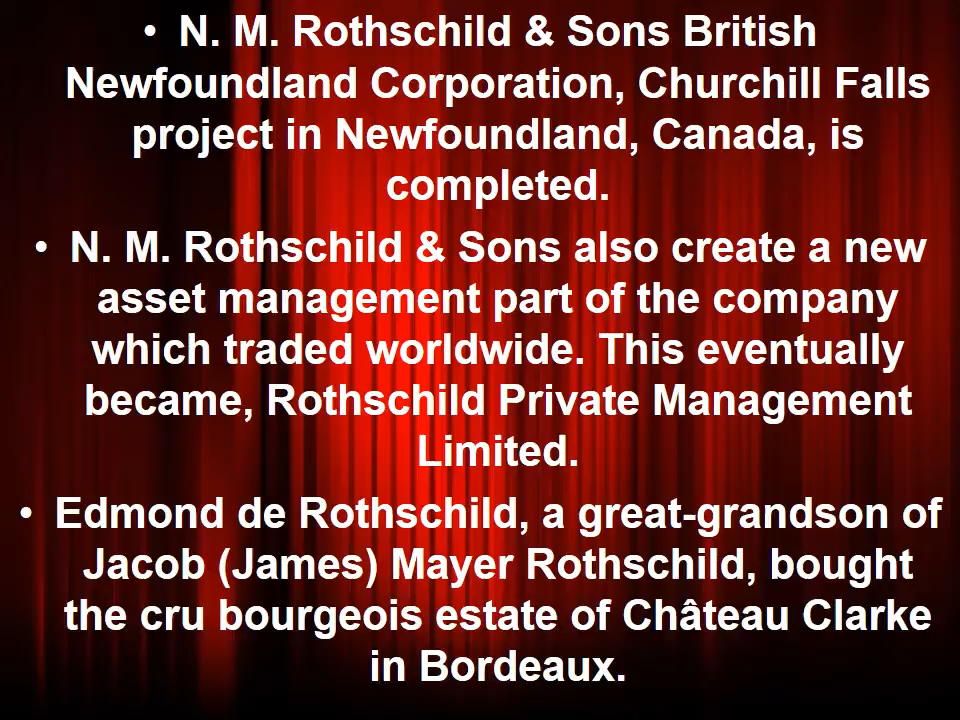 • N. M. Rothschild & Sons British
Newfoundland Corporation, Churchill Falls
project in Newfoundland, Canada, is
completed.
• N. M. Rothschild & Sons also create a new
asset management part of the company
which traded worldwide. This eventually
became, Rothschild Private Management
Limited.
• Edmond de Rothschild, a great-grandson of
Jacob (James) Mayer Rothschild, bought
the cru bourgeois estate of Château Clarke
in Bordeaux.